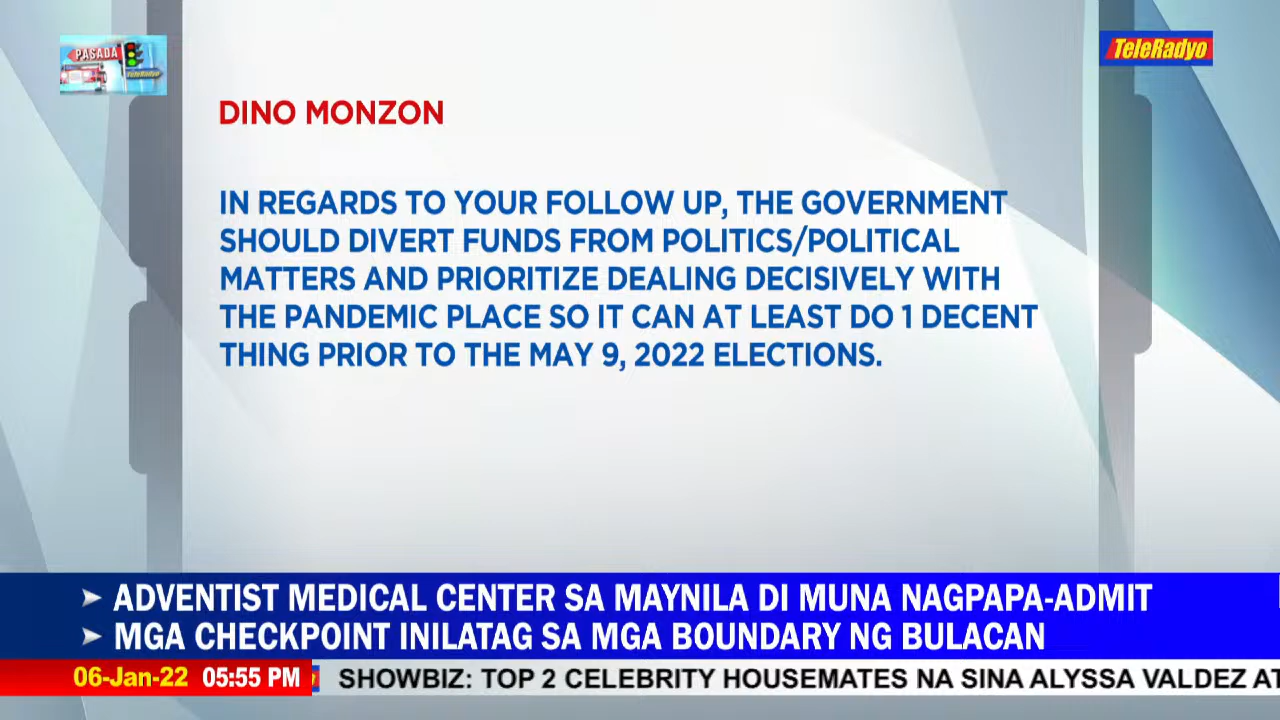 PASADA
TeleRadyo
TeleRadyo
DINO MONZON
IN REGARDS TO YOUR FOLLOW UP, THE GOVERNMENT
SHOULD DIVERT FUNDS FROM POLITICS/POLITICAL
MATTERS AND PRIORITIZE DEALING DECISIVELY WITH
THE PANDEMIC PLACE SO IT CAN AT LEAST DO 1 DECENT
THING PRIOR TO THE MAY 9, 2022 ELECTIONS.
ADVENTIST MEDICAL CENTER SA MAYNILA DI MUNA NAGPAPA-ADMIT
MGA CHECKPOINT INILATAG SA MGA BOUNDARY NG BULACAN
06-Jan-22 05:55 PM SHOWBIZ: TOP 2 CELEBRITY HOUSEMATES NA SINA ALYSSA VALDEZ AT